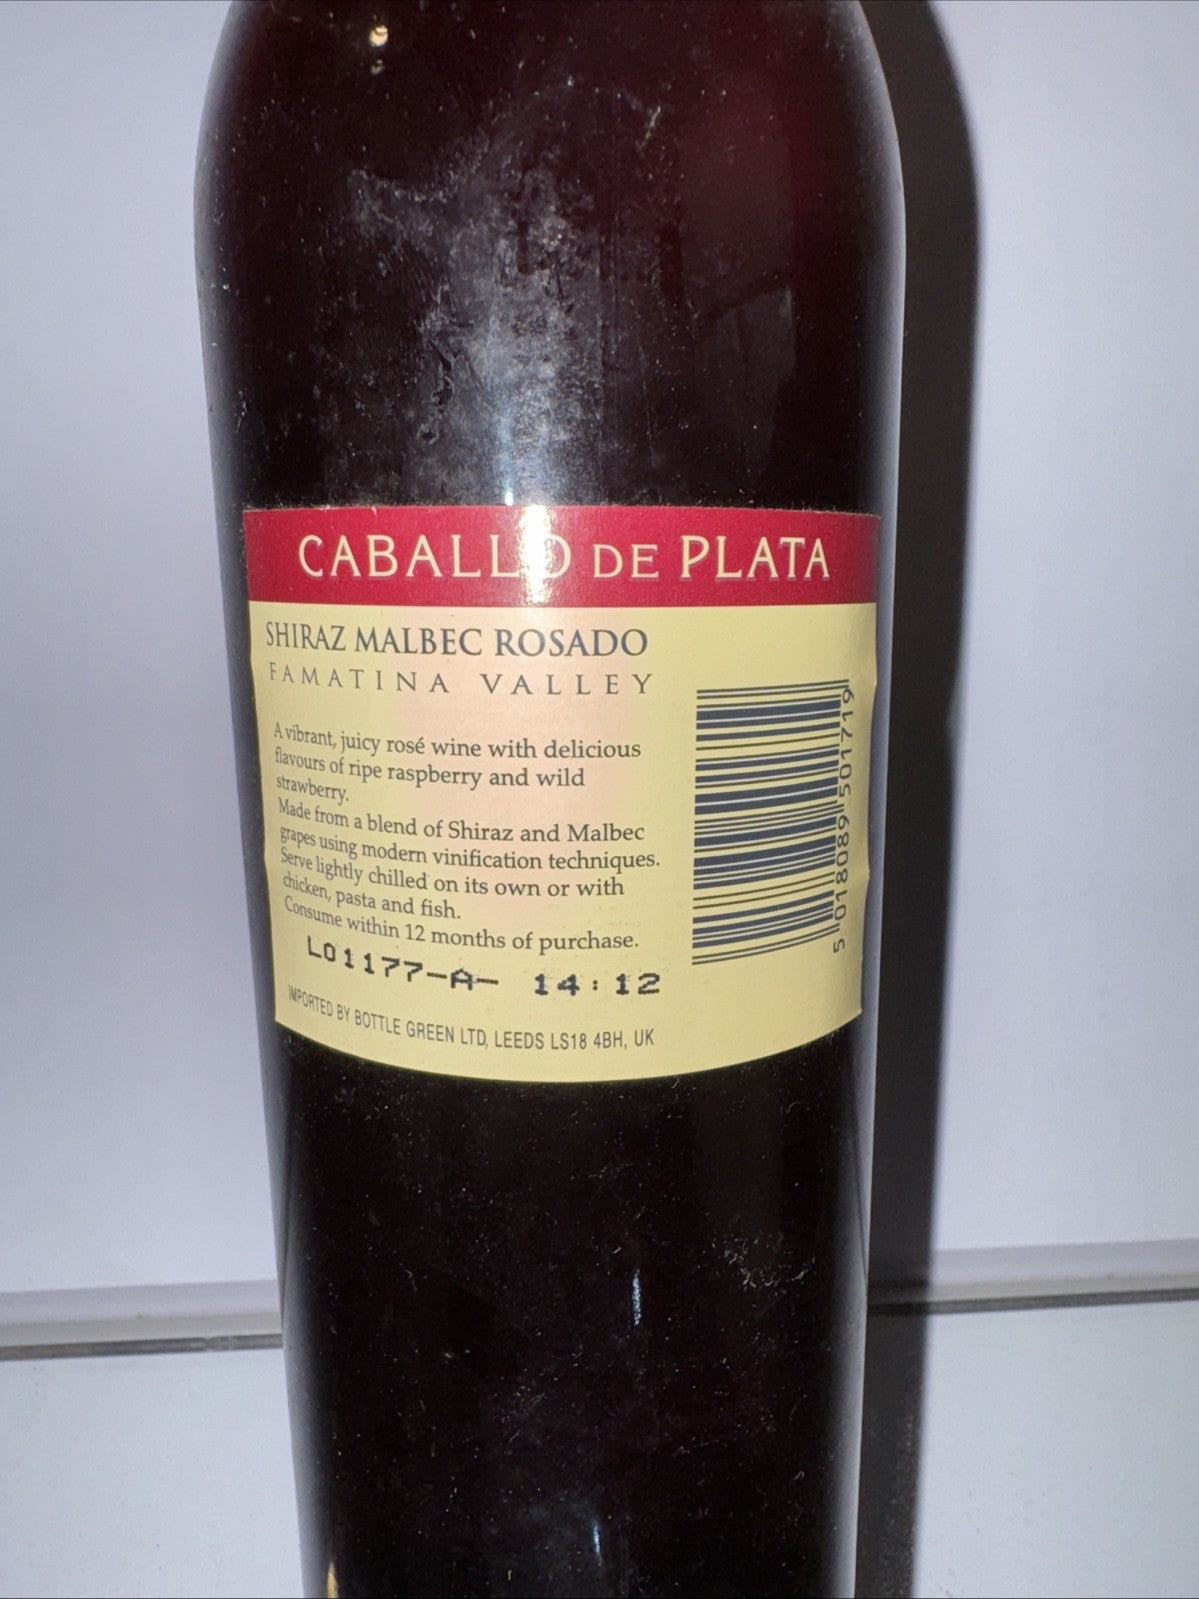 CABALLO DE PLATA
SHIRAZ MALBEC ROSADO
FAMATINA VALLEY
A vibrant, juicy rosé wine with delicious
flavours of ripe raspberry and wild
strawberry.
Made from a blend of Shiraz and Malbec
grapes using modern vinification techniques.
Serve lightly chilled on its own or with
chicken, pasta and fish.
Consume within 12 months of purchase.
L01177-A- 14:12
IMPORTED BY BOTTLE GREEN LTD, LEEDS LS18 4BH, UK
5 018089 501719